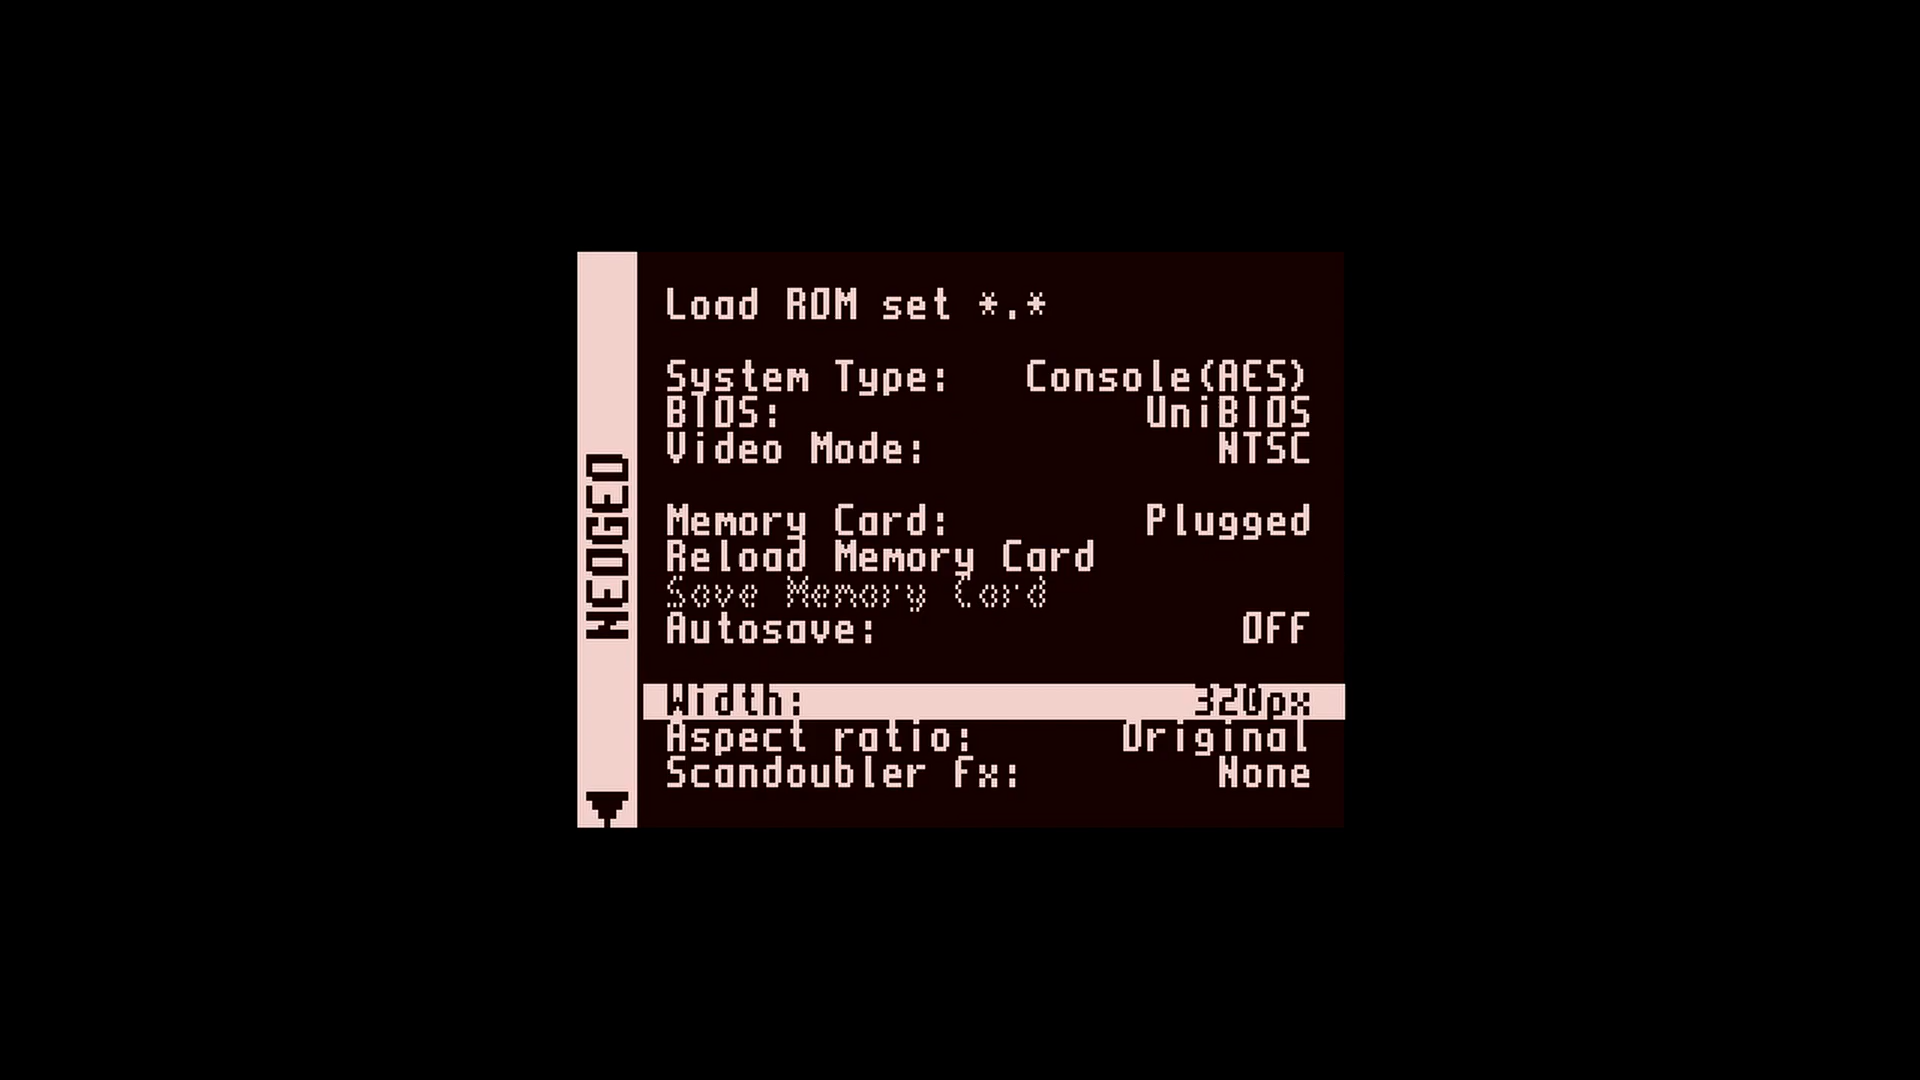 NEOGEO
Load ROM set *.*
System Type: Console(AES)
BIOS: UniBIOS
Video Mode: NTSC
Memory Card: Plugged
Reload Memory Card
Save Memory Card
Autosave: OFF
Width: 320px
Aspect ratio: Original
Scandoubler Fx: None